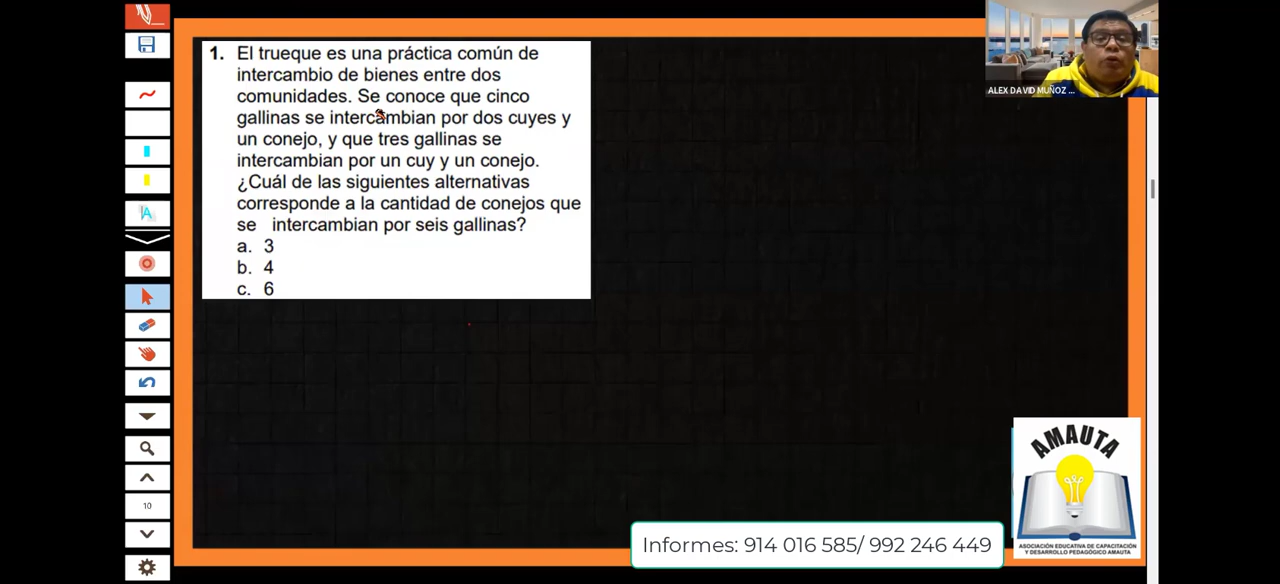 1. El trueque es una práctica común de
intercambio de bienes entre dos
comunidades. Se conoce que cinco
gallinas se intercambian por dos cuyes y
un conejo, y que tres gallinas se
intercambian por un cuy y un conejo.
¿Cuál de las siguientes alternativas
corresponde a la cantidad de conejos que
se intercambian por seis gallinas?
a. 3
b. 4
c. 6
ALEX DAVID MUÑOZ ...
10
AMAUTA
ASOCIACIÓN EDUCATIVA DE CAPACITACIÓN
Y DESARROLLO PEDAGÓGICO AMAUTA
Informes: 914 016 585/ 992 246 449